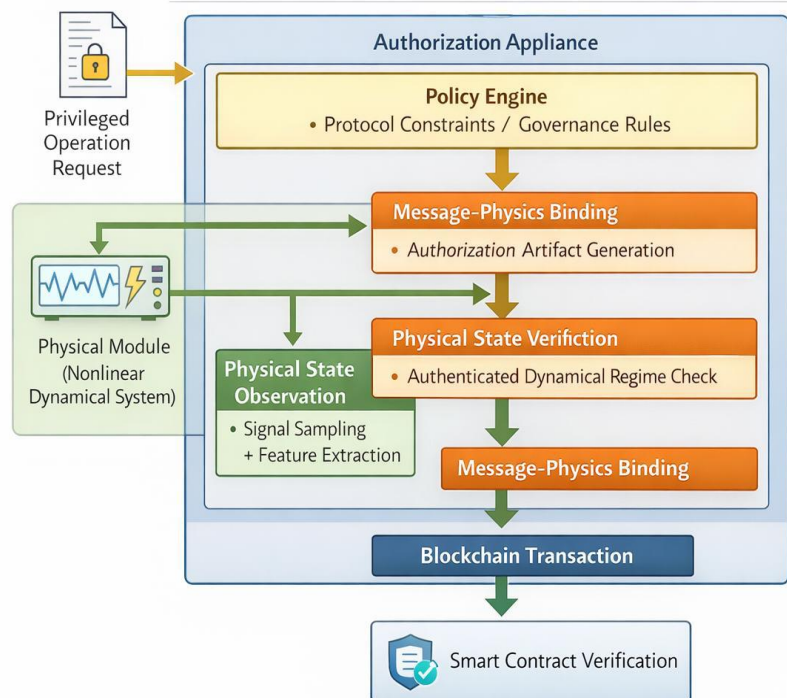 Authorization Appliance
Privileged
Operation
Request
Policy Engine
• Protocol Constraints / Governance Rules
Message-Physics Binding
• Authorization Artifact Generation
Physical Module
(Nonlinear
Dynamical System)
Physical State
Observation
• Signal Sampling
+ Feature Extraction
Physical State Verifiction
• Authenticated Dynamical Regime Check
Message-Physics Binding
Blockchain Transaction
Smart Contract Verification